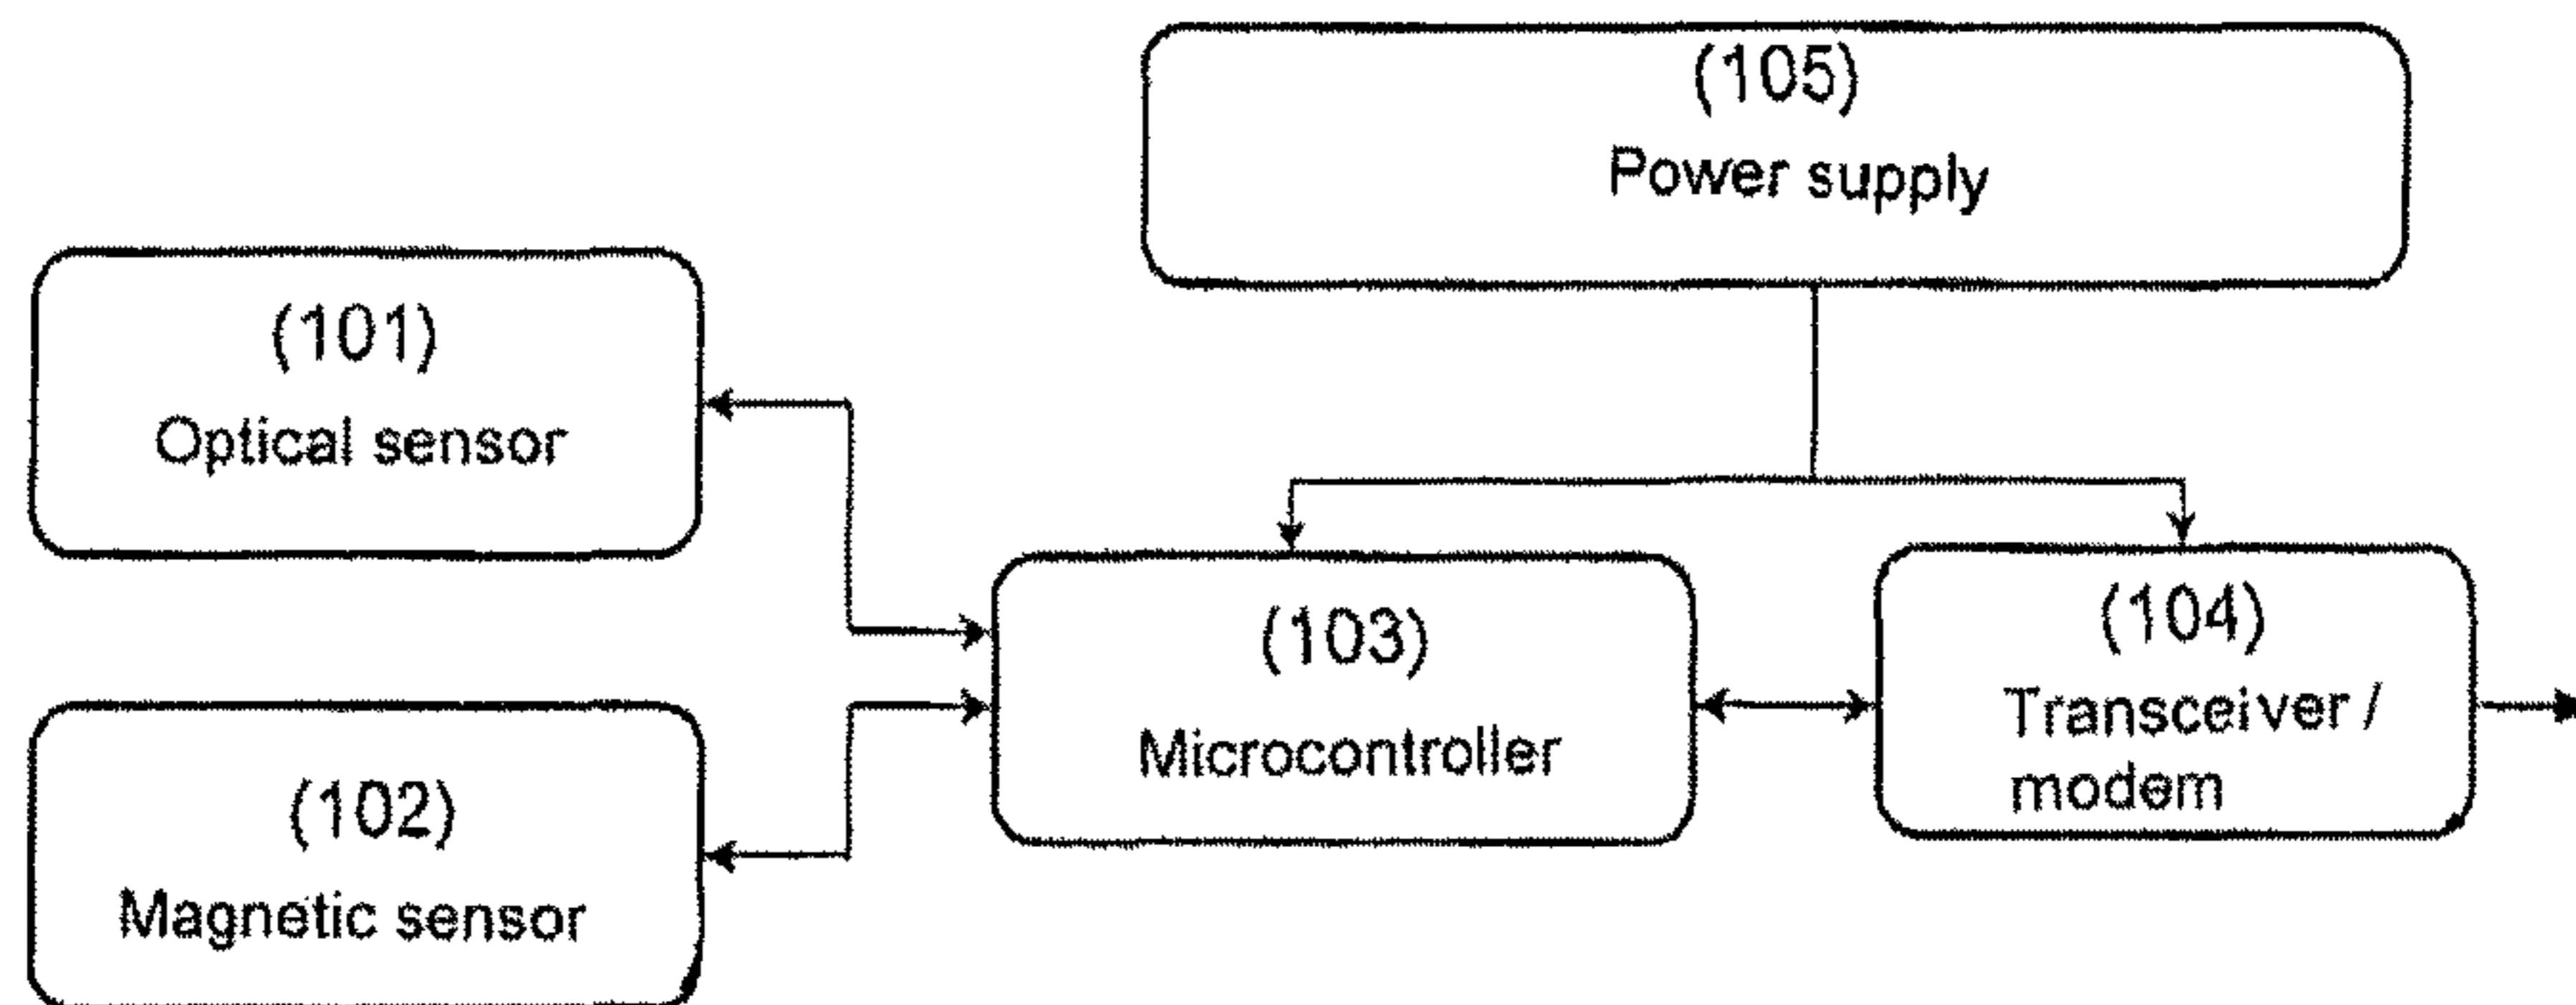 (105)
Power supply
(101)
Optical sensor
(103)
Microcontroller
(104)
Transceiver /
modem
(102)
Magnetic sensor